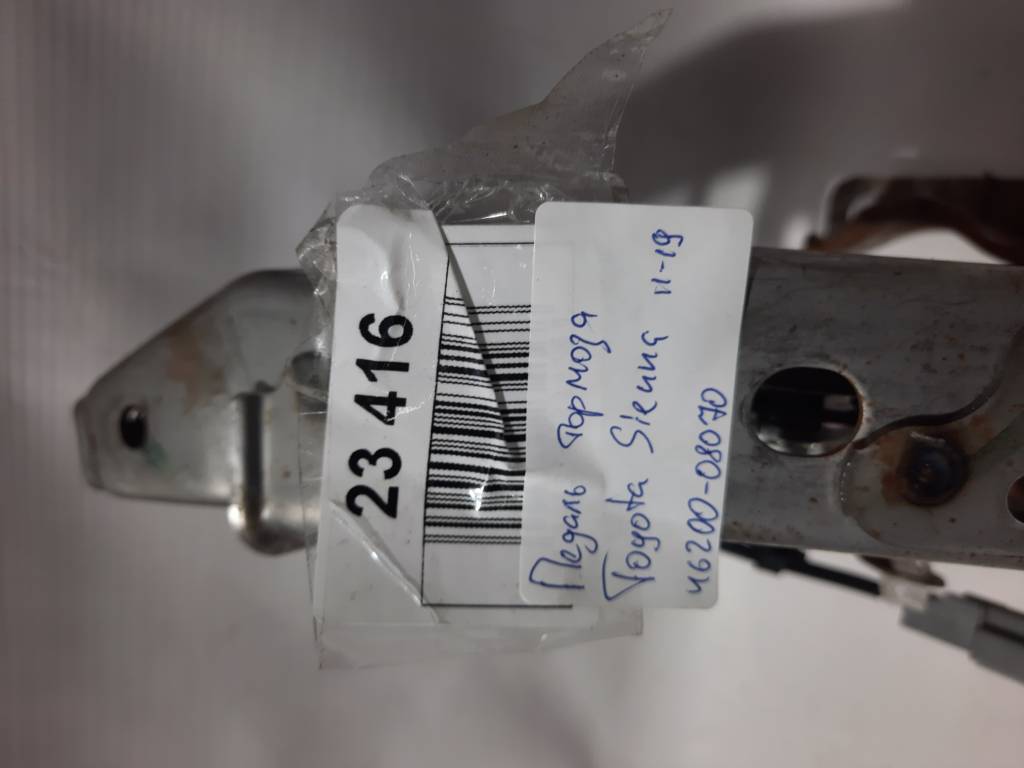 23 416
Педаль тормоза
Toyota Sienna 11-19
46200-08070